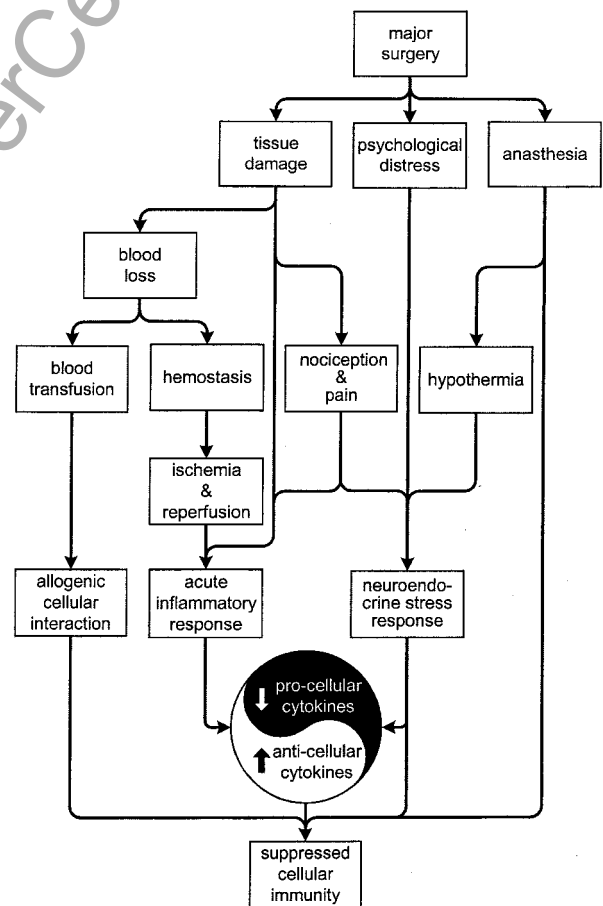 erCe
major
surgery
tissue
damage
psychological
distress
anasthesia
blood
loss
blood
transfusion
hemostasis
nociception
&
pain
hypothermia
ischemia
&
reperfusion
allogenic
cellular
interaction
acute
inflammatory
response
neuroendo-
crine stress
response
pro-cellular
cytokines
anti-cellular
cytokines
suppressed
cellular
immunity